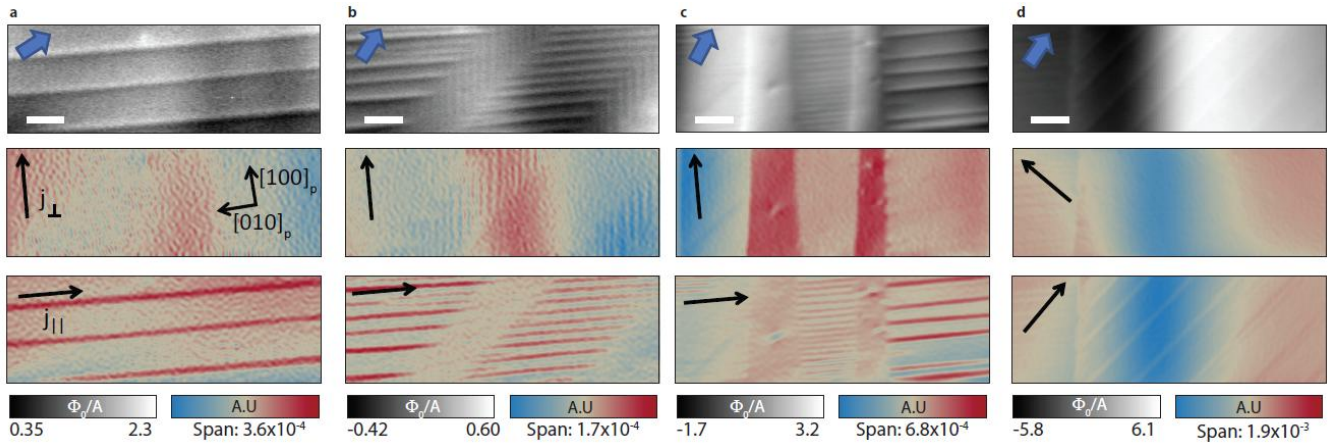 a b c d
[100]p
j⊥
[010]p
j||
Φ0/A A.U Φ0/A A.U Φ0/A A.U Φ0/A A.U
0.35 2.3 Span: 3.6x10-4 -0.42 0.60 Span: 1.7x10-4 -1.7 3.2 Span: 6.8x10-4 -5.8 6.1 Span: 1.9x10-3